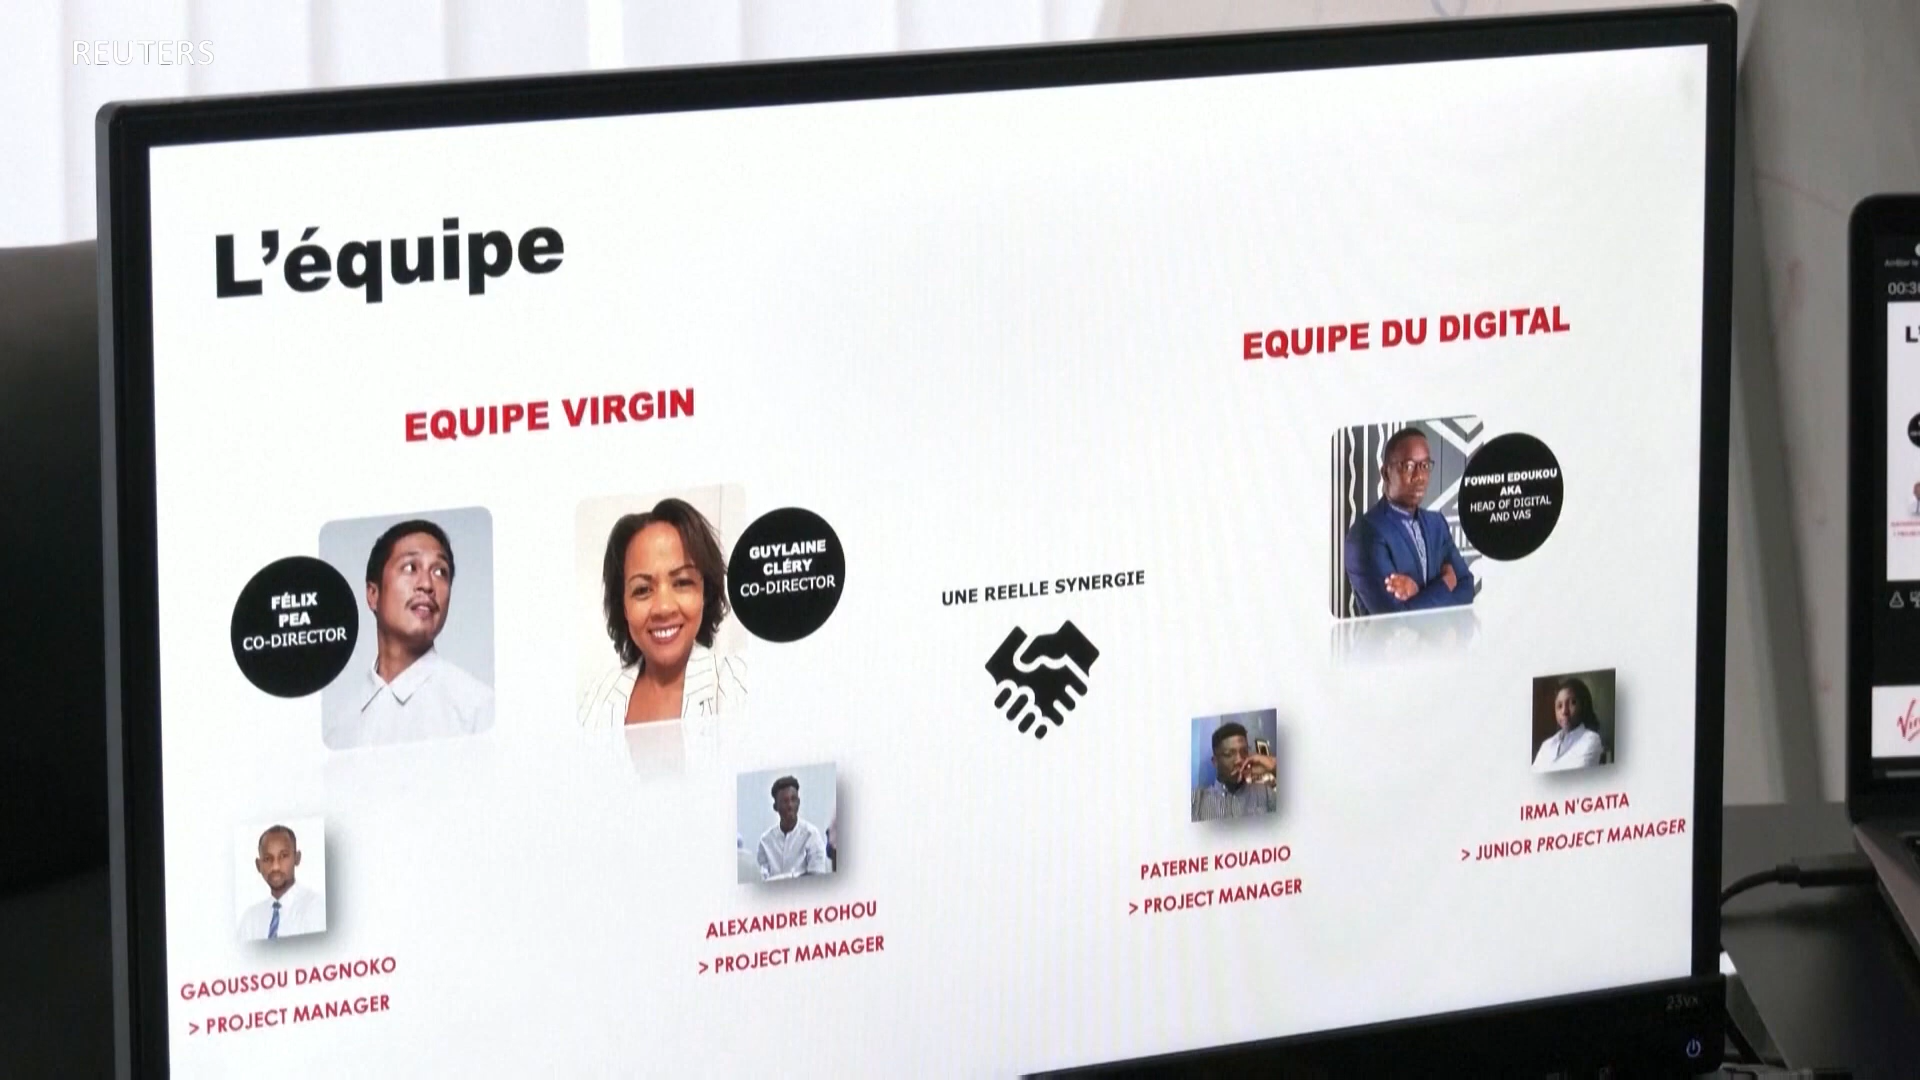 REUTERS
L'équipe
EQUIPE VIRGIN
EQUIPE DU DIGITAL
FÉLIX
PEA
CO-DIRECTOR
GUYLAINE
CLÉRY
CO-DIRECTOR
UNE REELLE SYNERGIE
FOWNDI EDOUKOU
AKA
HEAD OF DIGITAL
AND VAS
GAOUSSOU DAGNOKO
> PROJECT MANAGER
ALEXANDRE KOHOU
> PROJECT MANAGER
PATERNE KOUADIO
> PROJECT MANAGER
IRMA N'GATTA
> JUNIOR PROJECT MANAGER